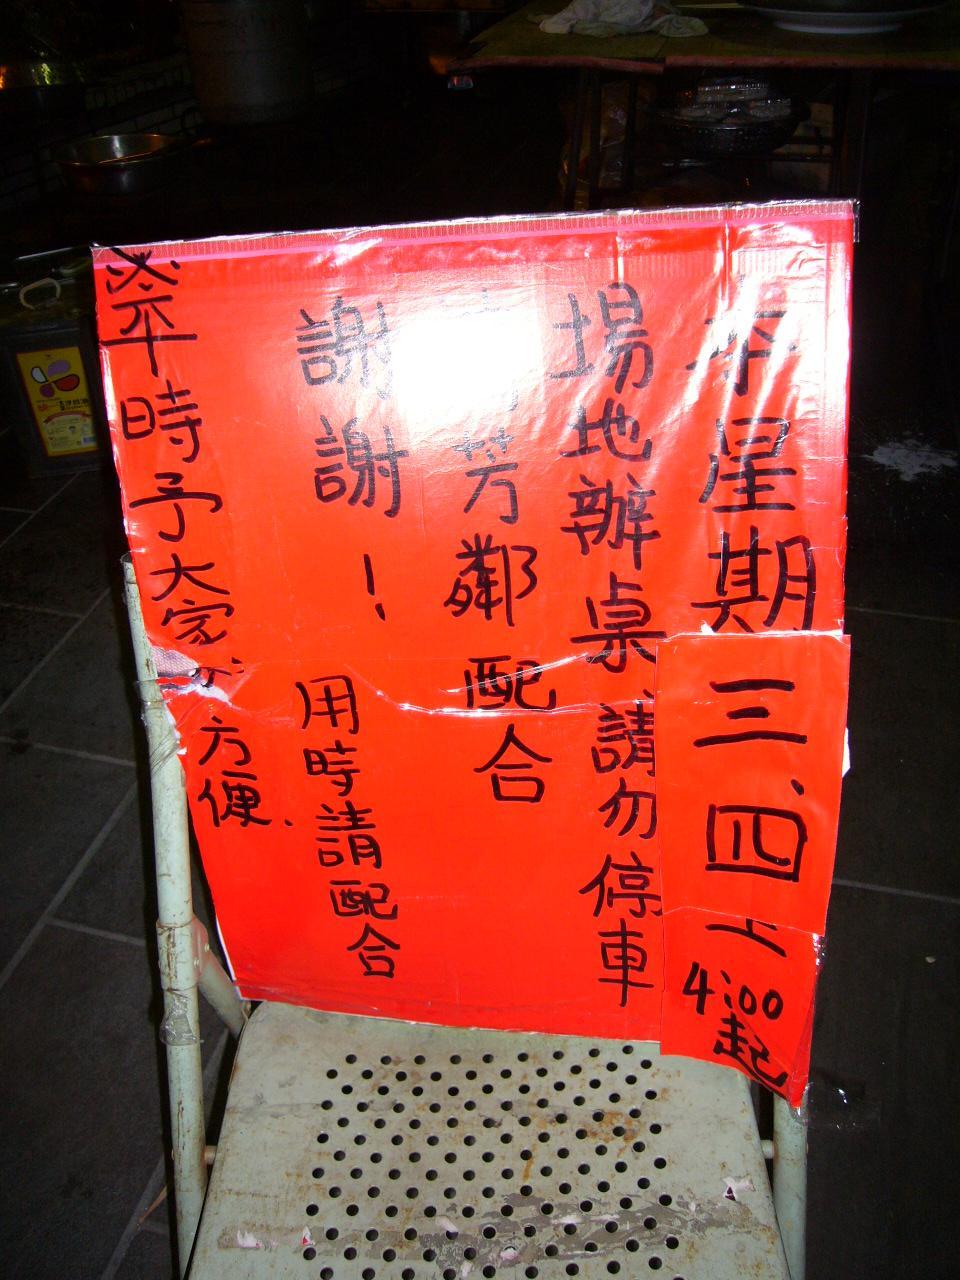 本星期三、四
4:00起
場地辦桌、請勿停車
請芳鄰配合
謝謝！
用時請配合
※平時予大家方便.